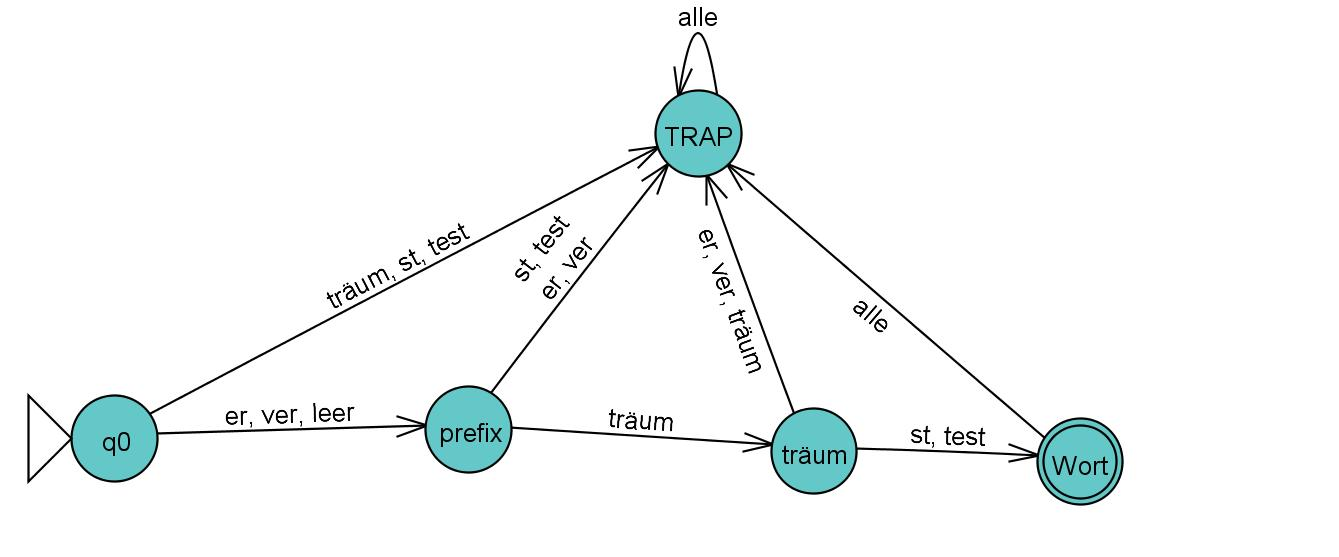 alle
TRAP
träum, st, test
st, test
er, ver
er, ver, träum
alle
er, ver, leer
träum
st, test
q0
prefix
träum
Wort